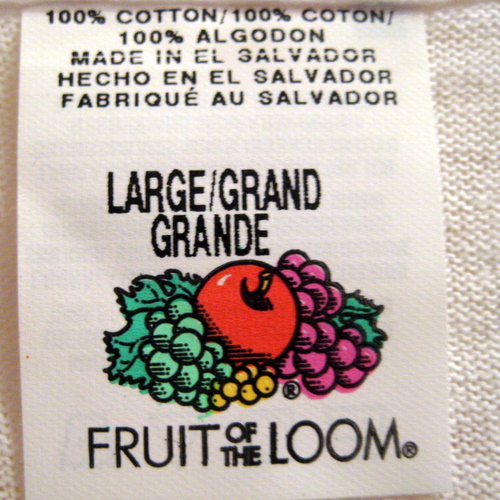 100% COTTON/100% COTON/
100% ALGODON
MADE IN EL SALVADOR
HECHO EN EL SALVADOR
FABRIQUÉ AU SALVADOR
LARGE/GRAND
GRANDE
®
FRUIT OF THE LOOM®